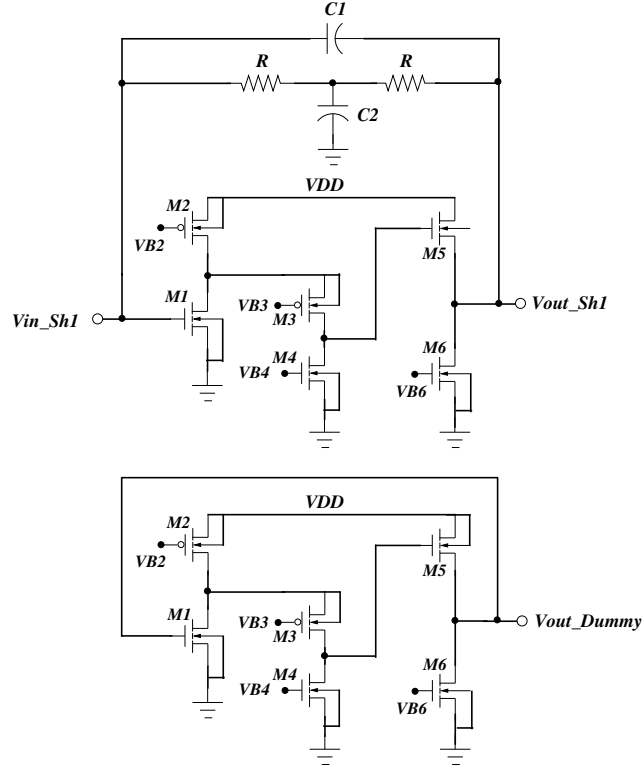 C1
R
R
C2
VDD
M2
VB2
M5
M1
VB3
M3
Vin_Sh1
Vout_Sh1
M4
VB4
M6
VB6
VDD
M2
VB2
M5
M1
VB3
M3
Vout_Dummy
M4
VB4
M6
VB6